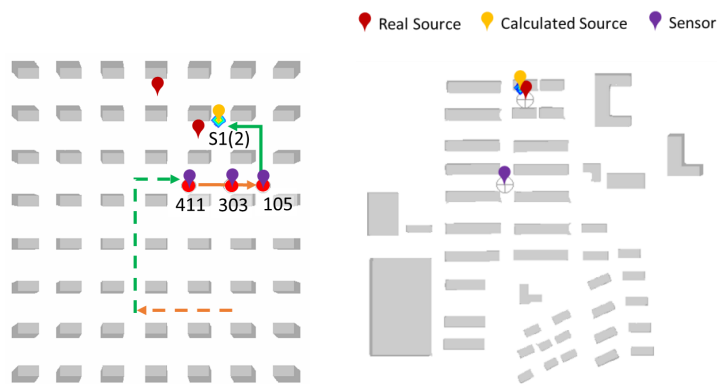 Real Source
Calculated Source
Sensor
S1(2)
411
303
105